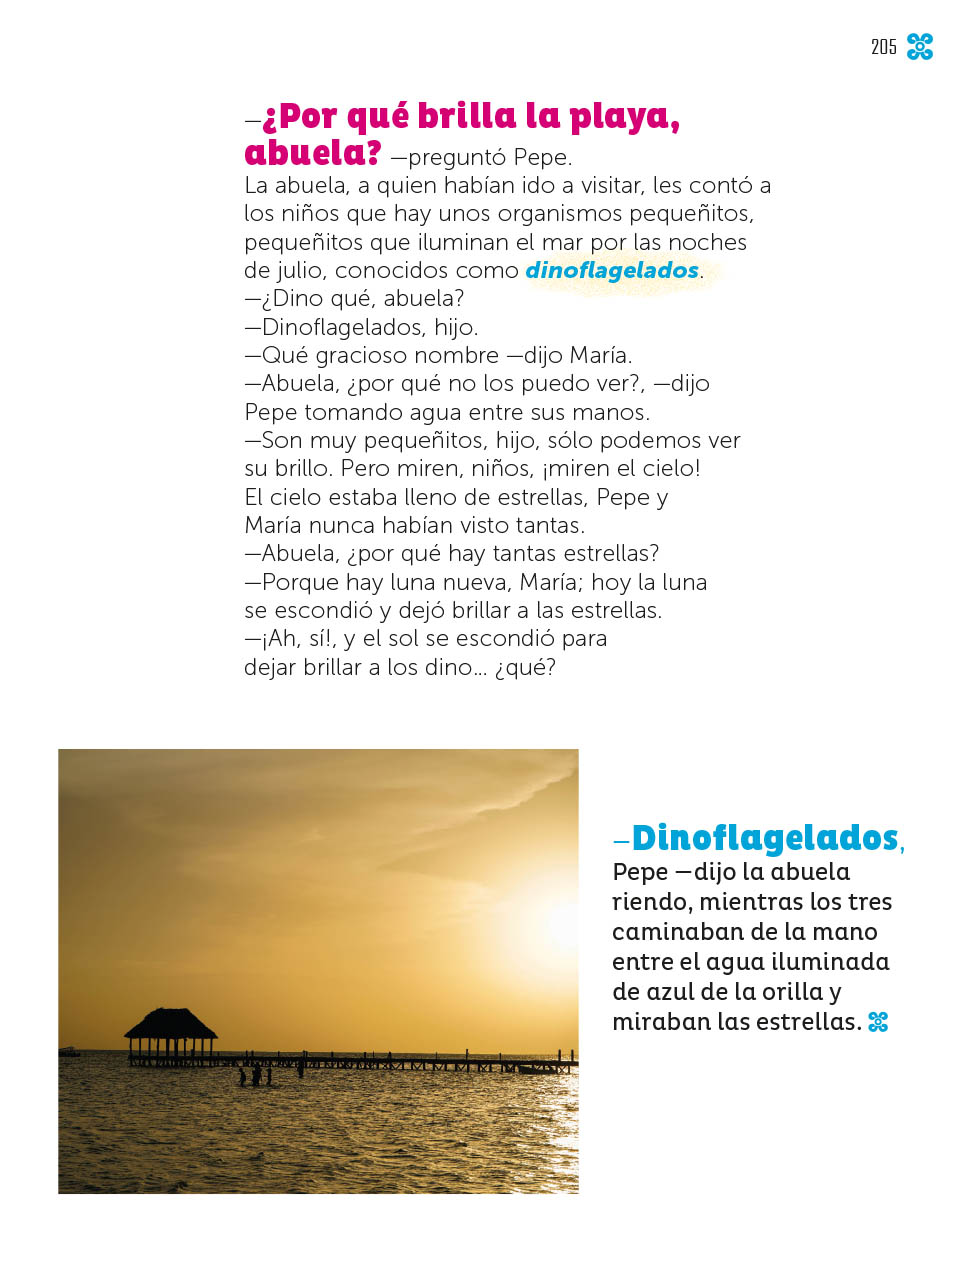 205
—¿Por qué brilla la playa,
abuela? —preguntó Pepe.
La abuela, a quien habían ido a visitar, les contó a
los niños que hay unos organismos pequeñitos,
pequeñitos que iluminan el mar por las noches
de julio, conocidos como dinoflagelados.
—¿Dino qué, abuela?
—Dinoflagelados, hijo.
—Qué gracioso nombre —dijo María.
—Abuela, ¿por qué no los puedo ver?, —dijo
Pepe tomando agua entre sus manos.
—Son muy pequeñitos, hijo, sólo podemos ver
su brillo. Pero miren, niños, ¡miren el cielo!
El cielo estaba lleno de estrellas, Pepe y
María nunca habían visto tantas.
—Abuela, ¿por qué hay tantas estrellas?
—Porque hay luna nueva, María; hoy la luna
se escondió y dejó brillar a las estrellas.
—¡Ah, sí!, y el sol se escondió para
dejar brillar a los dino... ¿qué?
—Dinoflagelados,
Pepe —dijo la abuela
riendo, mientras los tres
caminaban de la mano
entre el agua iluminada
de azul de la orilla y
miraban las estrellas.